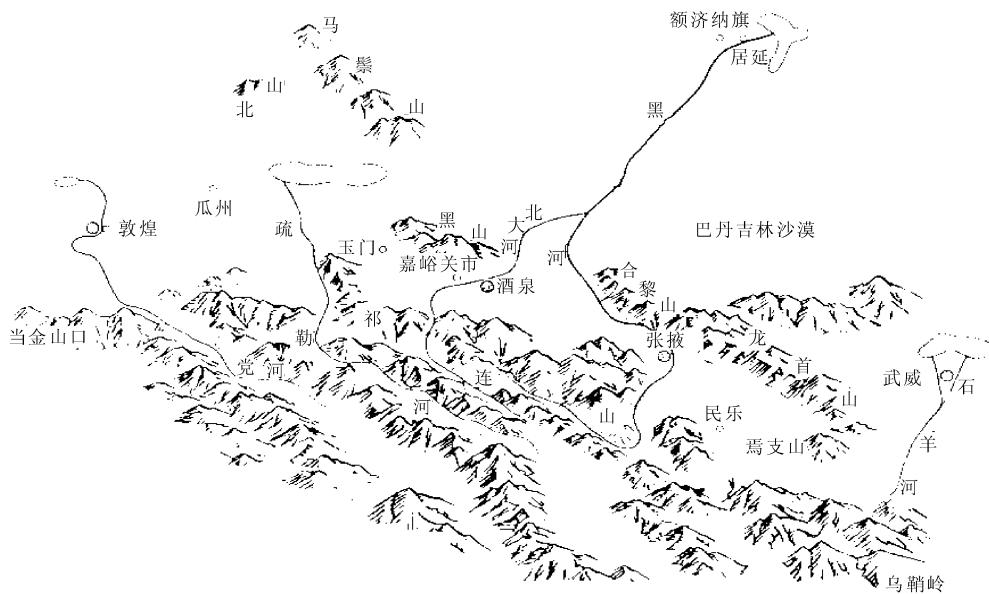 额济纳旗
居延
马
鬃
山
北
山
黑
河
瓜州
敦煌
疏
勒
河
玉门
黑
山
北
大
河
巴丹吉林沙漠
嘉峪关市
酒泉
合
黎
山
当金山口
党河
祁
连
山
张掖
龙
首
山
武威
石
羊
河
民乐
焉支山
乌鞘岭